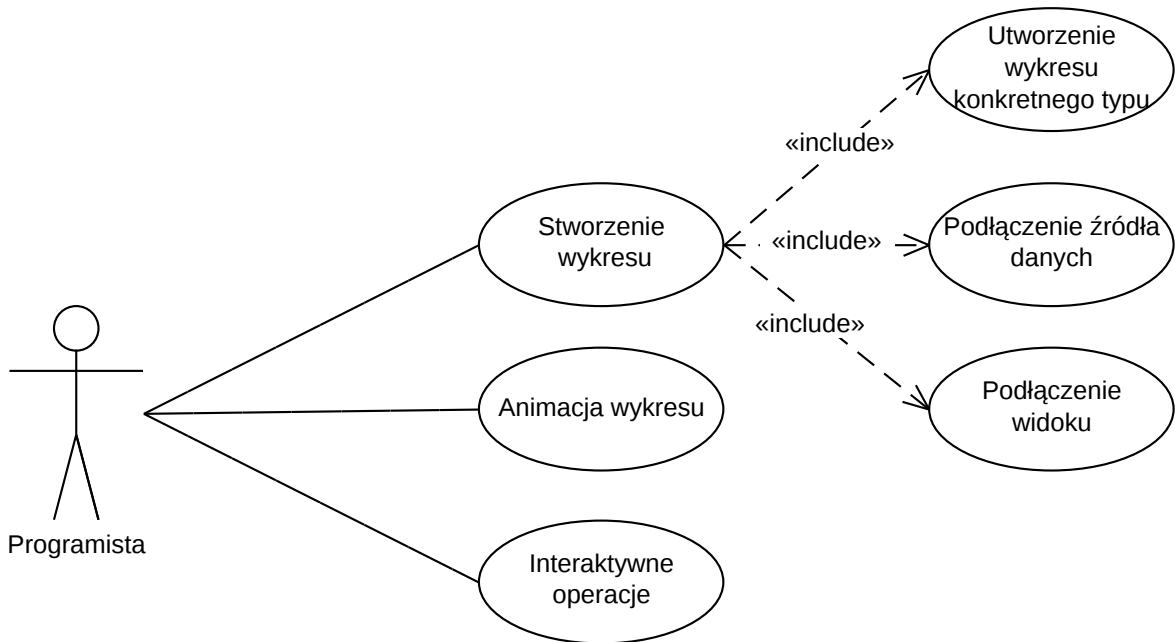 Utworzenie
wykresu
konkretnego typu
«include»
Stworzenie
wykresu
«include»
Podłączenie źródła
danych
«include»
Animacja wykresu
Podłączenie
widoku
Programista
Interaktywne
operacje